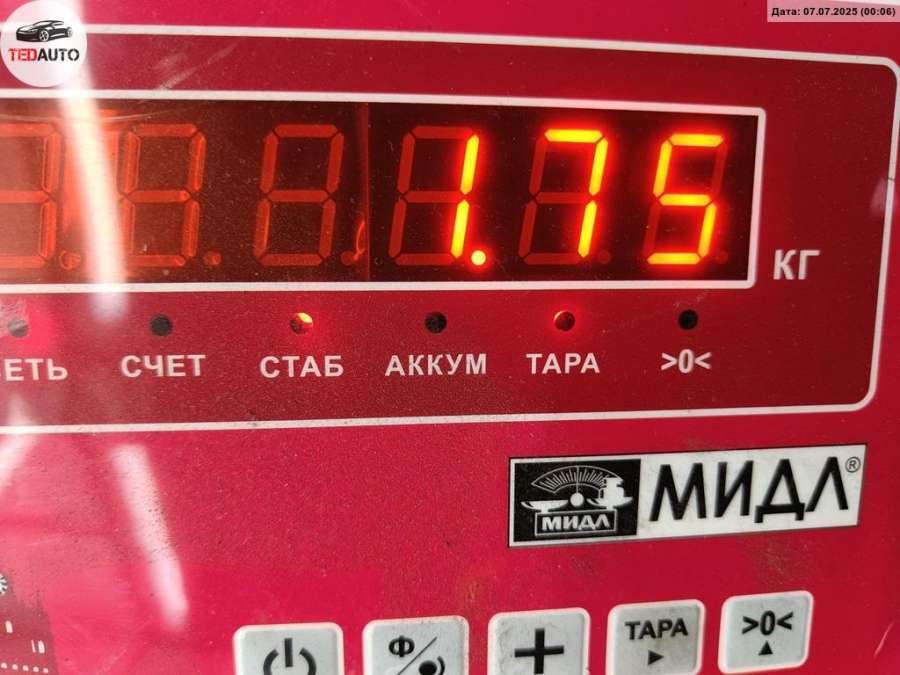 TEDAUTO
Дата: 07.07.2025 (00:06)
1.75
КГ
ЕТЬ СЧЕТ СТАБ АККУМ ТАРА >0<
МИДЛ МИДЛ®
Ф ТАРА >0<